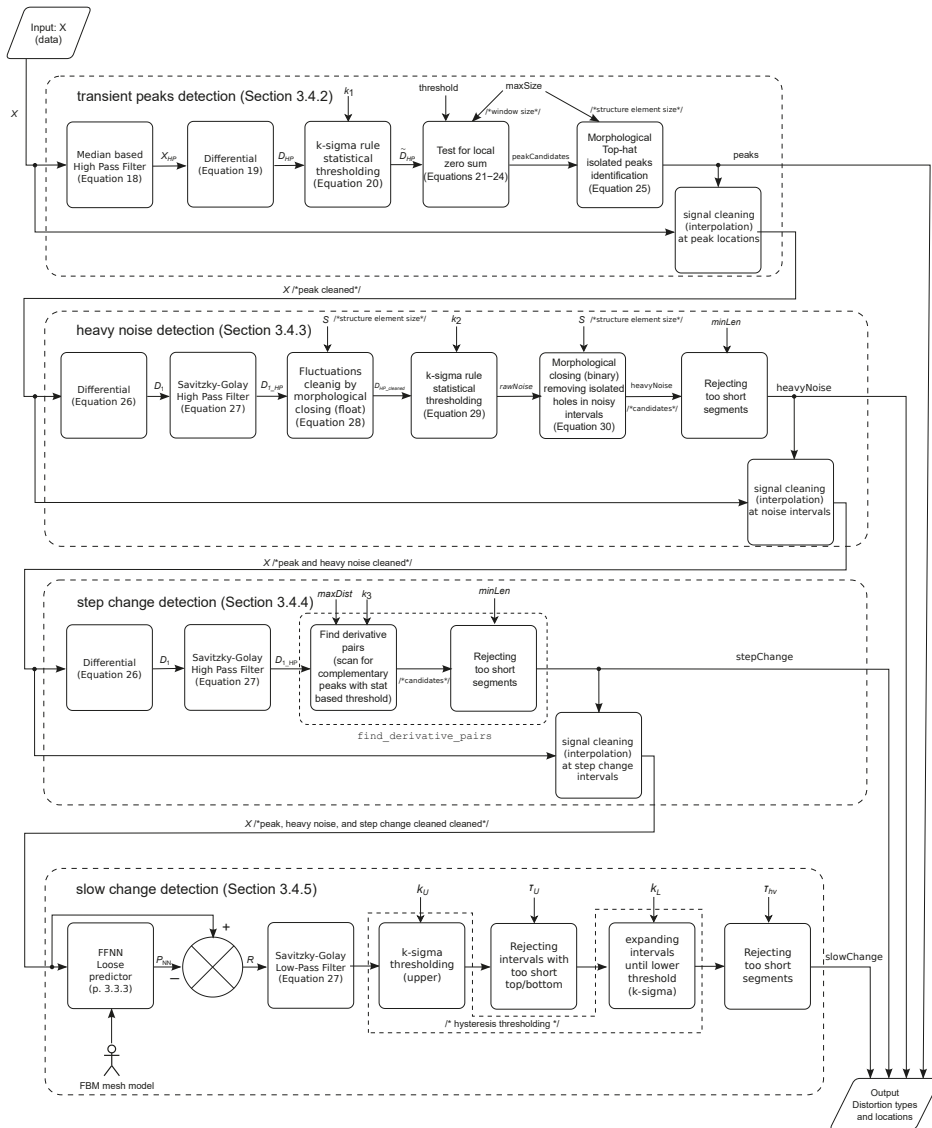 Input: X
(data)
X
transient peaks detection (Section 3.4.2)
k1
threshold
maxSize
/*window size*/
/*structure element size*/
Median based
High Pass Filter
(Equation 18)
XHP
Differential
(Equation 19)
DHP
k-sigma rule
statistical
thresholding
(Equation 20)
D̃HP
Test for local
zero sum
(Equations 21−24)
peakCandidates
Morphological
Top-hat
isolated peaks
identification
(Equation 25)
peaks
signal cleaning
(interpolation)
at peak locations
X /*peak cleaned*/
heavy noise detection (Section 3.4.3)
S /*structure element size*/
k2
S /*structure element size*/
minLen
Differential
(Equation 26)
D1
Savitzky-Golay
High Pass Filter
(Equation 27)
D1_HP
Fluctuations
cleanig by
morphological
closing (float)
(Equation 28)
DHP_cleaned
k-sigma rule
statistical
thresholding
(Equation 29)
rawNoise
Morphological
closing (binary)
removing isolated
holes in noisy
intervals
(Equation 30)
heavyNoise
/*candidates*/
Rejecting
too short
segments
heavyNoise
signal cleaning
(interpolation)
at noise intervals
X /*peak and heavy noise cleaned*/
step change detection (Section 3.4.4)
maxDist
k3
minLen
Differential
(Equation 26)
D1
Savitzky-Golay
High Pass Filter
(Equation 27)
D1_HP
Find derivative
pairs
(scan for
complementary
peaks with stat
based threshold)
/*candidates*/
Rejecting
too short
segments
stepChange
find_derivative_pairs
signal cleaning
(interpolation)
at step change
intervals
X /*peak, heavy noise, and step change cleaned cleaned*/
slow change detection (Section 3.4.5)
kU
τU
kL
τhv
FFNN
Loose
predictor
(p. 3.3.3)
PNN
+
−
R
Savitzky-Golay
Low-Pass Filter
(Equation 27)
k-sigma
thresholding
(upper)
Rejecting
intervals with
too short
top/bottom
expanding
intervals
until lower
threshold
(k-sigma)
Rejecting
too short
segments
slowChange
/* hysteresis thresholding */
FBM mesh model
Output
Distortion types
and locations